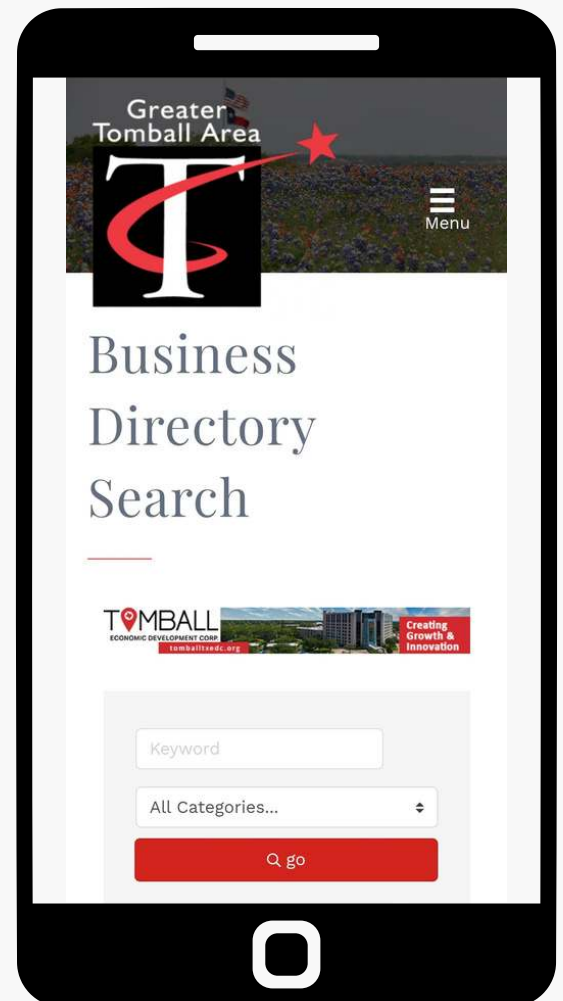 Greater
Tomball Area
T
Menu
Business
Directory
Search
TOMBALL
ECONOMIC DEVELOPMENT CORP
tomballtxedc.org
Creating
Growth &
Innovation
Keyword
All Categories...
go